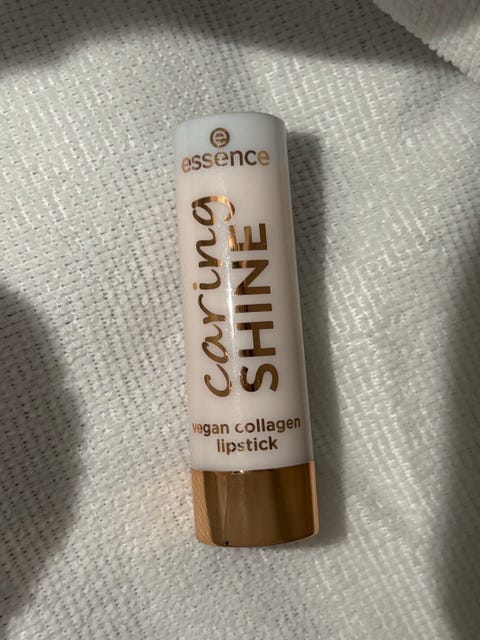 essence
caring
SHINE
vegan collagen
lipstick